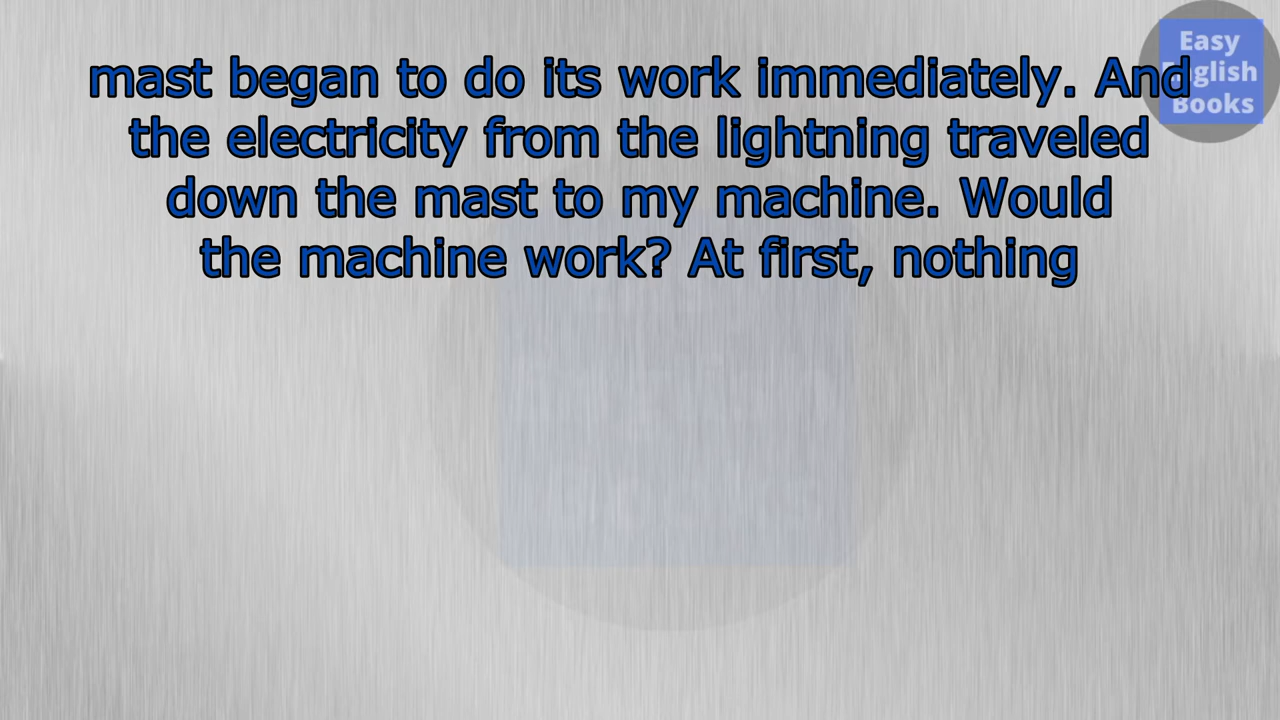 mast began to do its work immediately. And
the electricity from the lightning traveled
down the mast to my machine. Would
the machine work? At first, nothing
Easy
English
Books